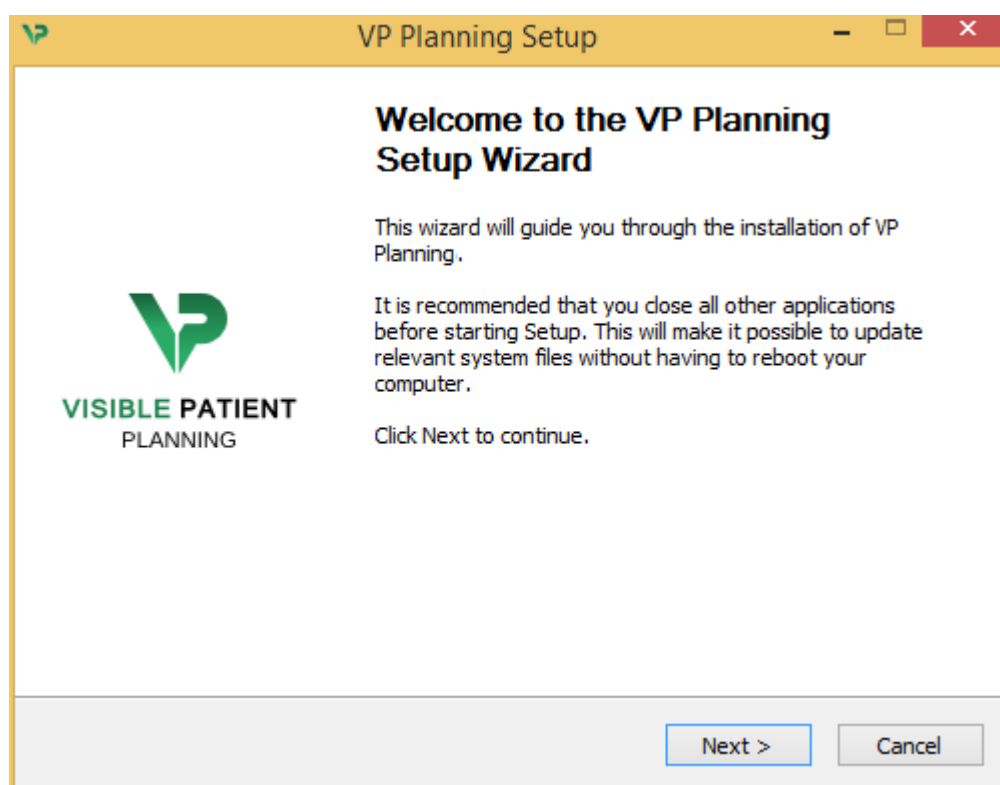 VP Planning Setup
Welcome to the VP Planning
Setup Wizard
This wizard will guide you through the installation of VP
Planning.
It is recommended that you close all other applications
before starting Setup. This will make it possible to update
relevant system files without having to reboot your
computer.
Click Next to continue.
VISIBLE PATIENT
PLANNING
Next >
Cancel